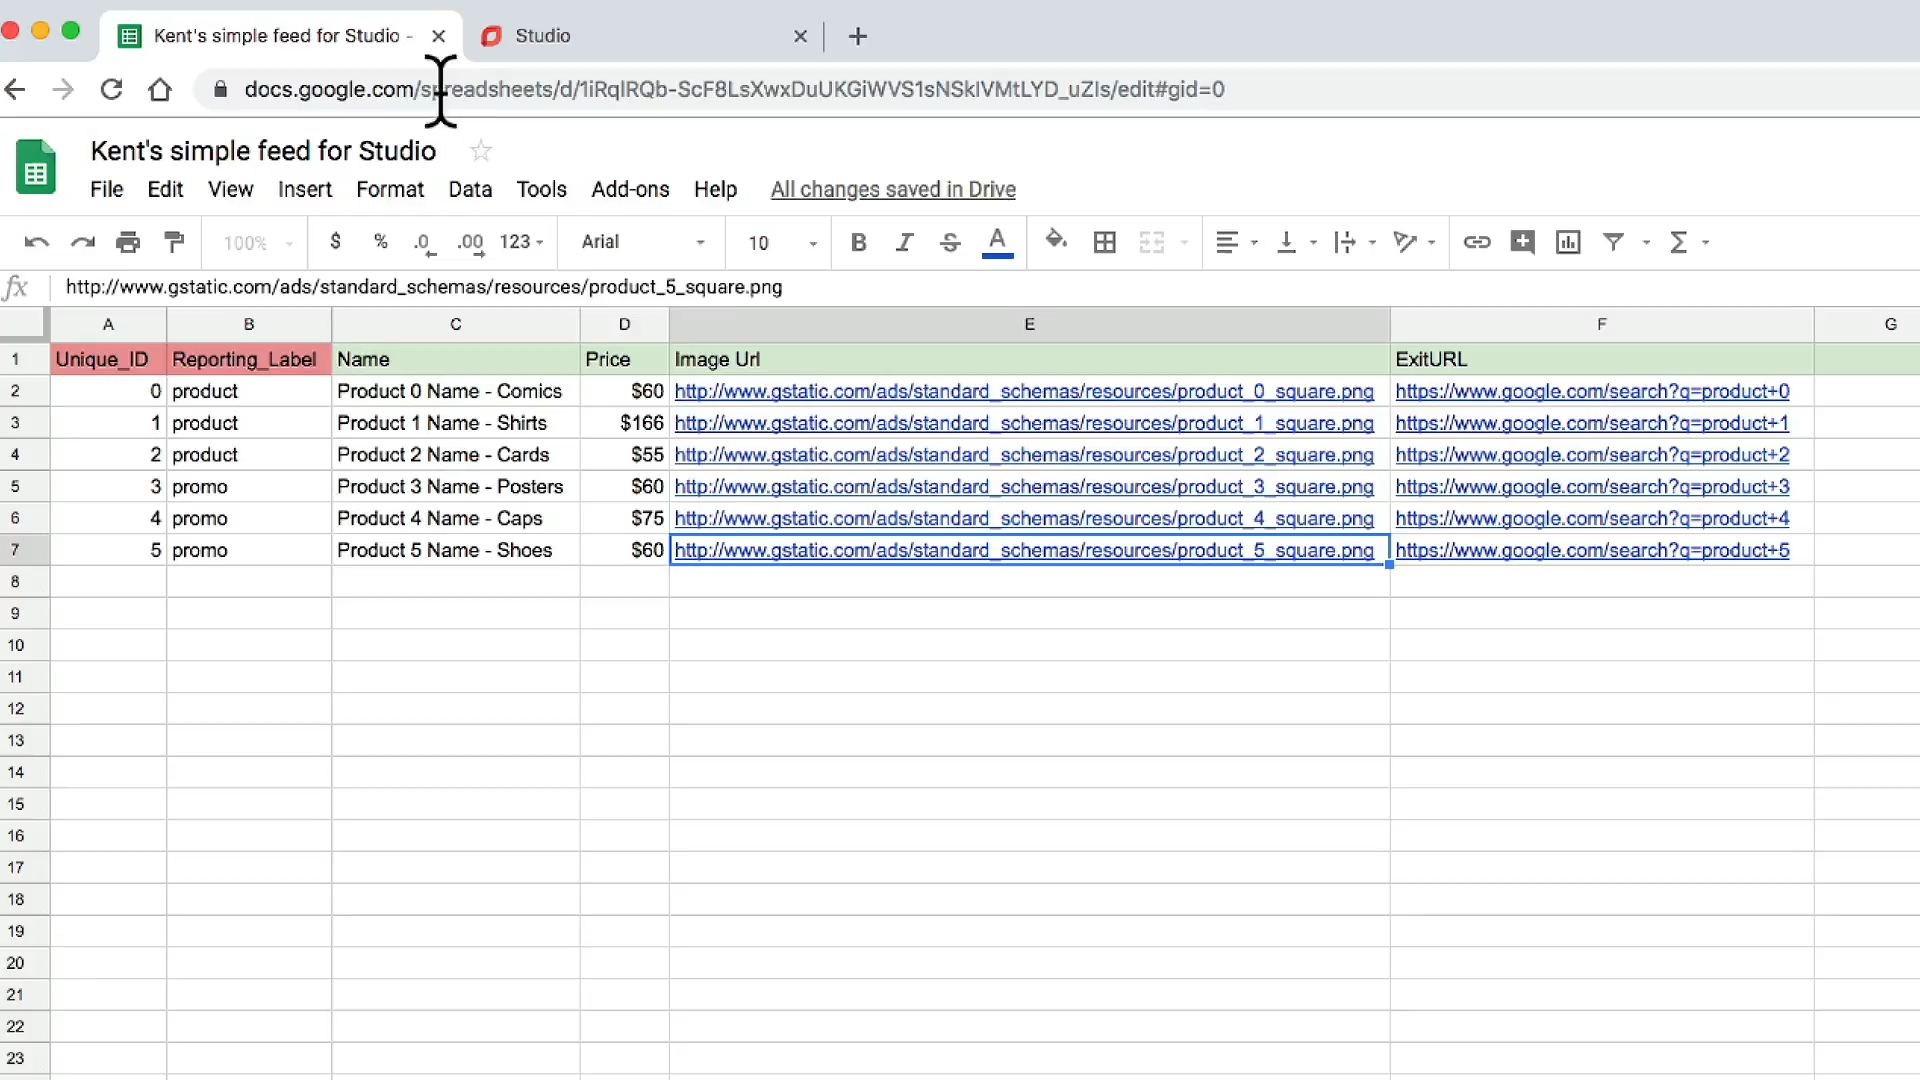 Kent's simple feed for Studio -
Studio
docs.google.com/spreadsheets/d/1iRqlRQb-ScF8LsXwxDuUKGiWVS1sNSkIVMtLYD_uZIs/edit#gid=0
Kent's simple feed for Studio
File Edit View Insert Format Data Tools Add-ons Help All changes saved in Drive
100% $ % .0 .00 123 Arial 10 B I S A
fx http://www.gstatic.com/ads/standard_schemas/resources/product_5_square.png
A B C D E F G
1 Unique_ID Reporting_Label Name Price Image Url ExitURL
2 0 product Product 0 Name - Comics $60 http://www.gstatic.com/ads/standard_schemas/resources/product_0_square.png https://www.google.com/search?q=product+0
3 1 product Product 1 Name - Shirts $166 http://www.gstatic.com/ads/standard_schemas/resources/product_1_square.png https://www.google.com/search?q=product+1
4 2 product Product 2 Name - Cards $55 http://www.gstatic.com/ads/standard_schemas/resources/product_2_square.png https://www.google.com/search?q=product+2
5 3 promo Product 3 Name - Posters $60 http://www.gstatic.com/ads/standard_schemas/resources/product_3_square.png https://www.google.com/search?q=product+3
6 4 promo Product 4 Name - Caps $75 http://www.gstatic.com/ads/standard_schemas/resources/product_4_square.png https://www.google.com/search?q=product+4
7 5 promo Product 5 Name - Shoes $60 http://www.gstatic.com/ads/standard_schemas/resources/product_5_square.png https://www.google.com/search?q=product+5
8
9
10
11
12
13
14
15
16
17
18
19
20
21
22
23